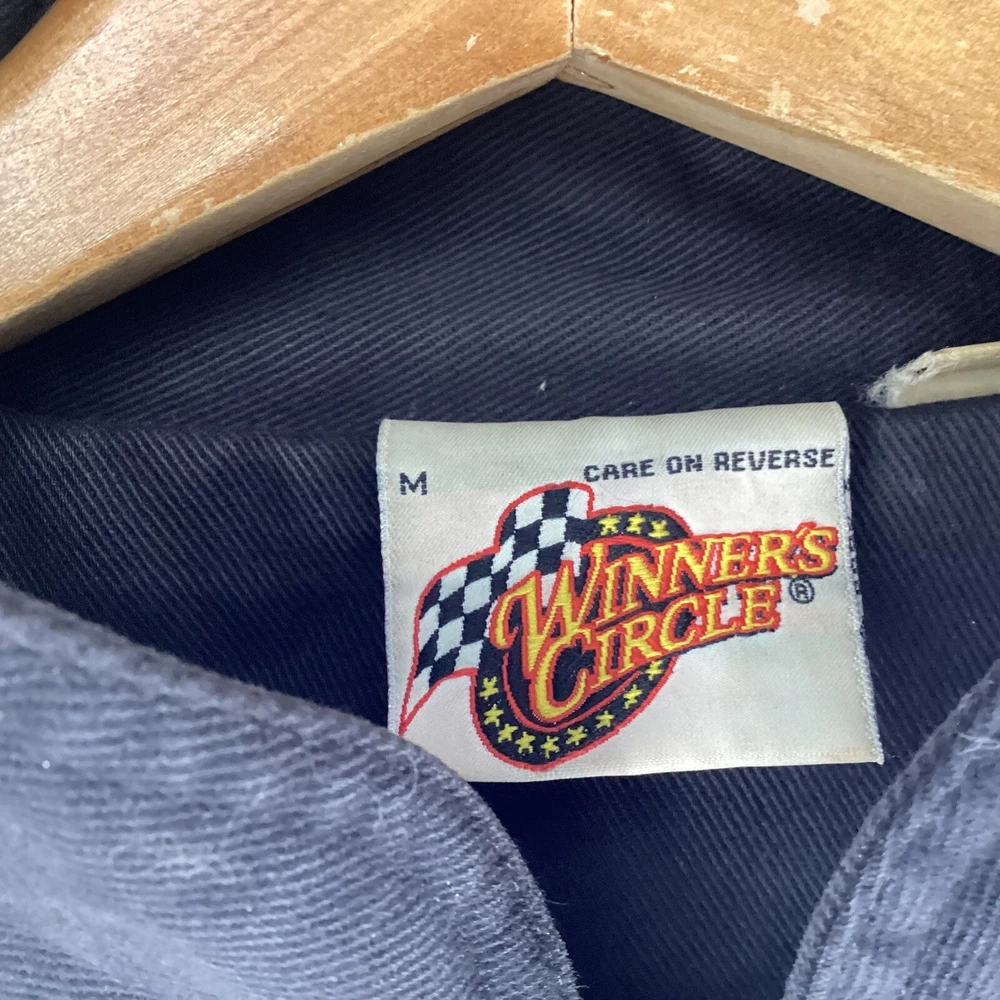 M
CARE ON REVERSE
WINNER'S
CIRCLE ®